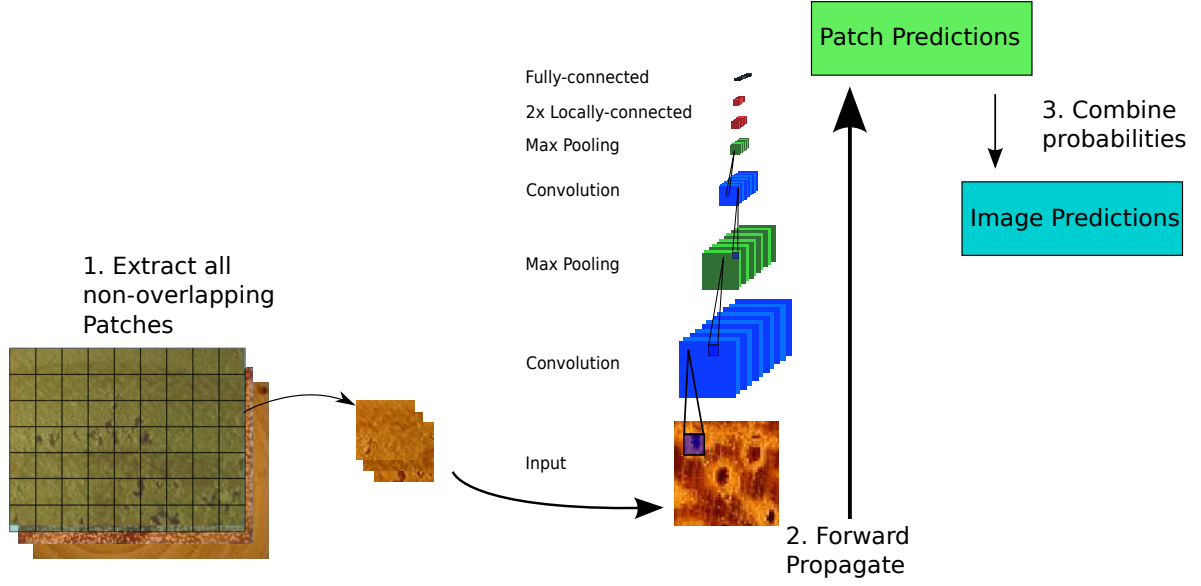 1. Extract all
non-overlapping
Patches
Fully-connected
2x Locally-connected
Max Pooling
Convolution
Max Pooling
Convolution
Input
2. Forward
Propagate
Patch Predictions
3. Combine
probabilities
Image Predictions